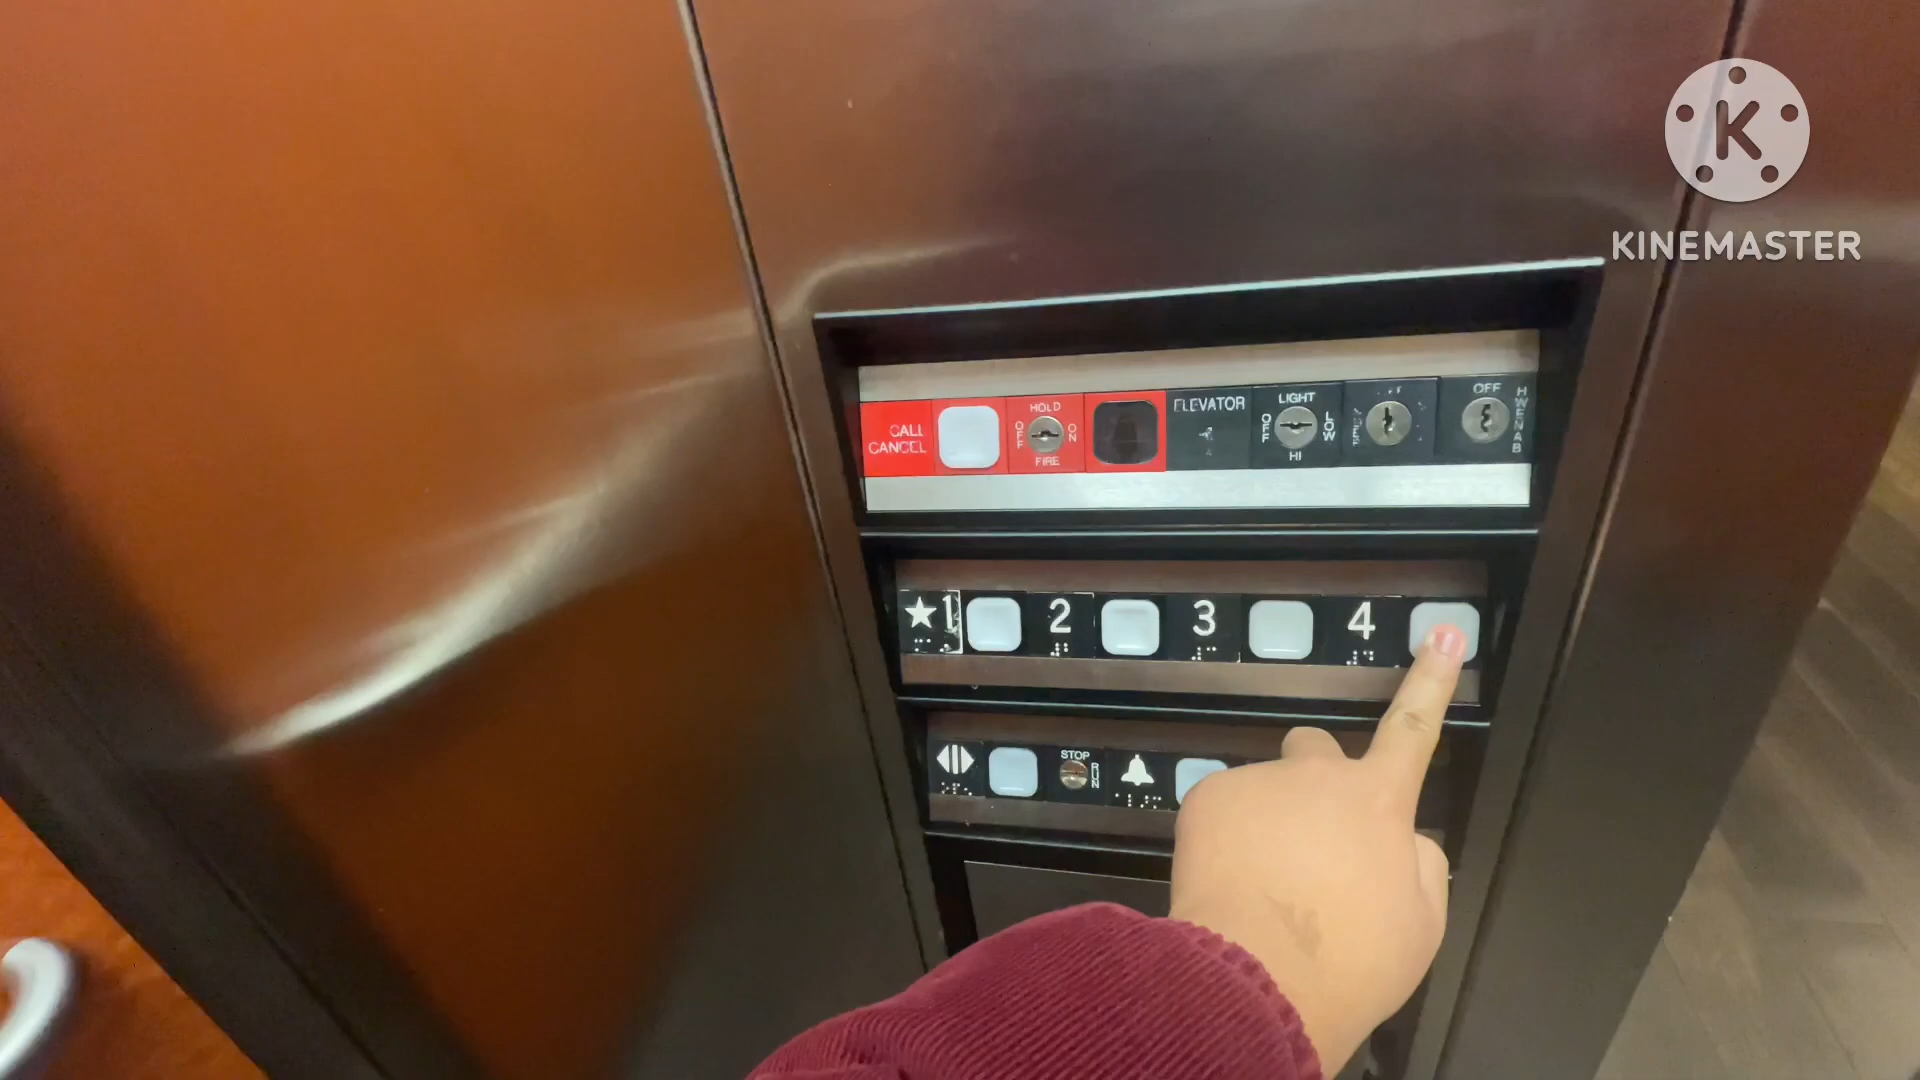 K
KINEMASTER
CALL
CANCEL
HOLD
OFF
ON
FIRE
ELEVATOR
LIGHT
OFF
LOW
HI
OFF
★1
2
3
4
STOP
RUN